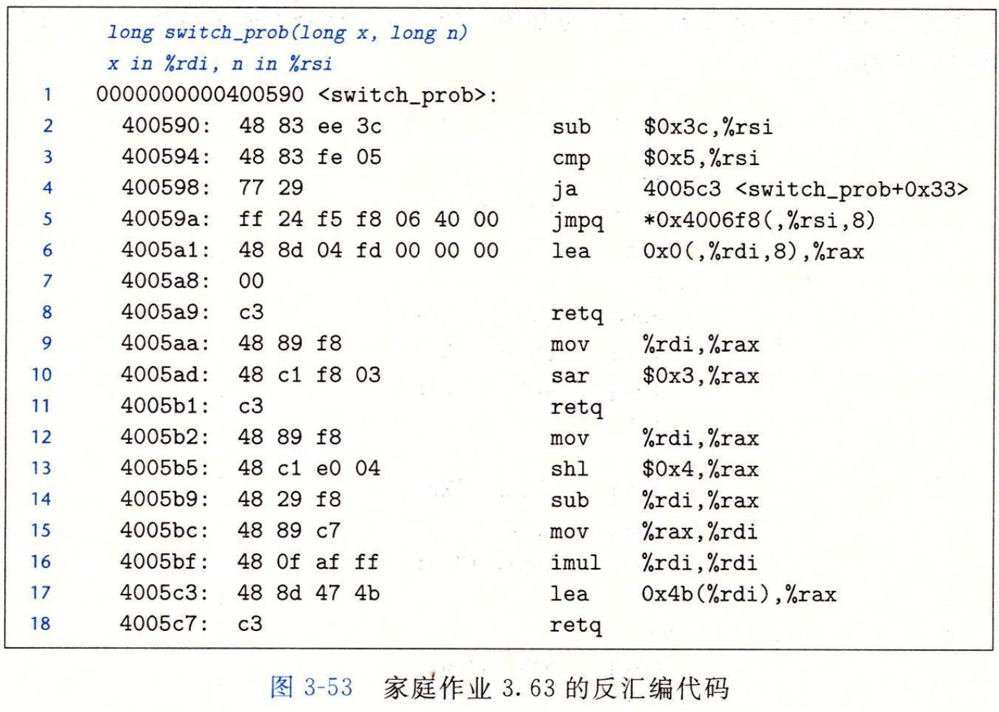 long switch_prob(long x, long n)
x in %rdi, n in %rsi
1 0000000000400590 <switch_prob>:
2 400590: 48 83 ee 3c sub $0x3c,%rsi
3 400594: 48 83 fe 05 cmp $0x5,%rsi
4 400598: 77 29 ja 4005c3 <switch_prob+0x33>
5 40059a: ff 24 f5 f8 06 40 00 jmpq *0x4006f8(,%rsi,8)
6 4005a1: 48 8d 04 fd 00 00 00 lea 0x0(,%rdi,8),%rax
7 4005a8: 00
8 4005a9: c3 retq
9 4005aa: 48 89 f8 mov %rdi,%rax
10 4005ad: 48 c1 f8 03 sar $0x3,%rax
11 4005b1: c3 retq
12 4005b2: 48 89 f8 mov %rdi,%rax
13 4005b5: 48 c1 e0 04 shl $0x4,%rax
14 4005b9: 48 29 f8 sub %rdi,%rax
15 4005bc: 48 89 c7 mov %rax,%rdi
16 4005bf: 48 0f af ff imul %rdi,%rdi
17 4005c3: 48 8d 47 4b lea 0x4b(%rdi),%rax
18 4005c7: c3 retq
图 3-53 家庭作业 3.63 的反汇编代码